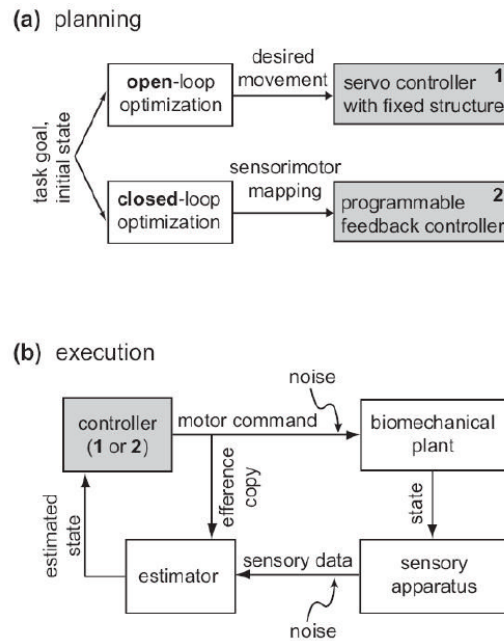 (a) planning
open-loop
optimization
desired
movement
servo controller 1
with fixed structure
task goal,
initial state
closed-loop
optimization
sensorimotor
mapping
programmable 2
feedback controller
(b) execution
noise
controller
(1 or 2)
motor command
biomechanical
plant
estimated
state
efference
copy
state
estimator
sensory data
sensory
apparatus
noise